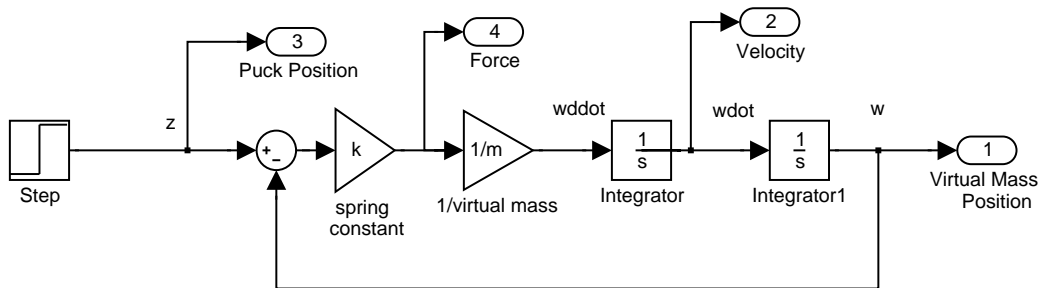 3
Puck Position
4
Force
2
Velocity
z
wddot
wdot
w
Step
+
−
k
spring
constant
1/m
1/virtual mass
1
s
Integrator
1
s
Integrator1
1
Virtual Mass
Position